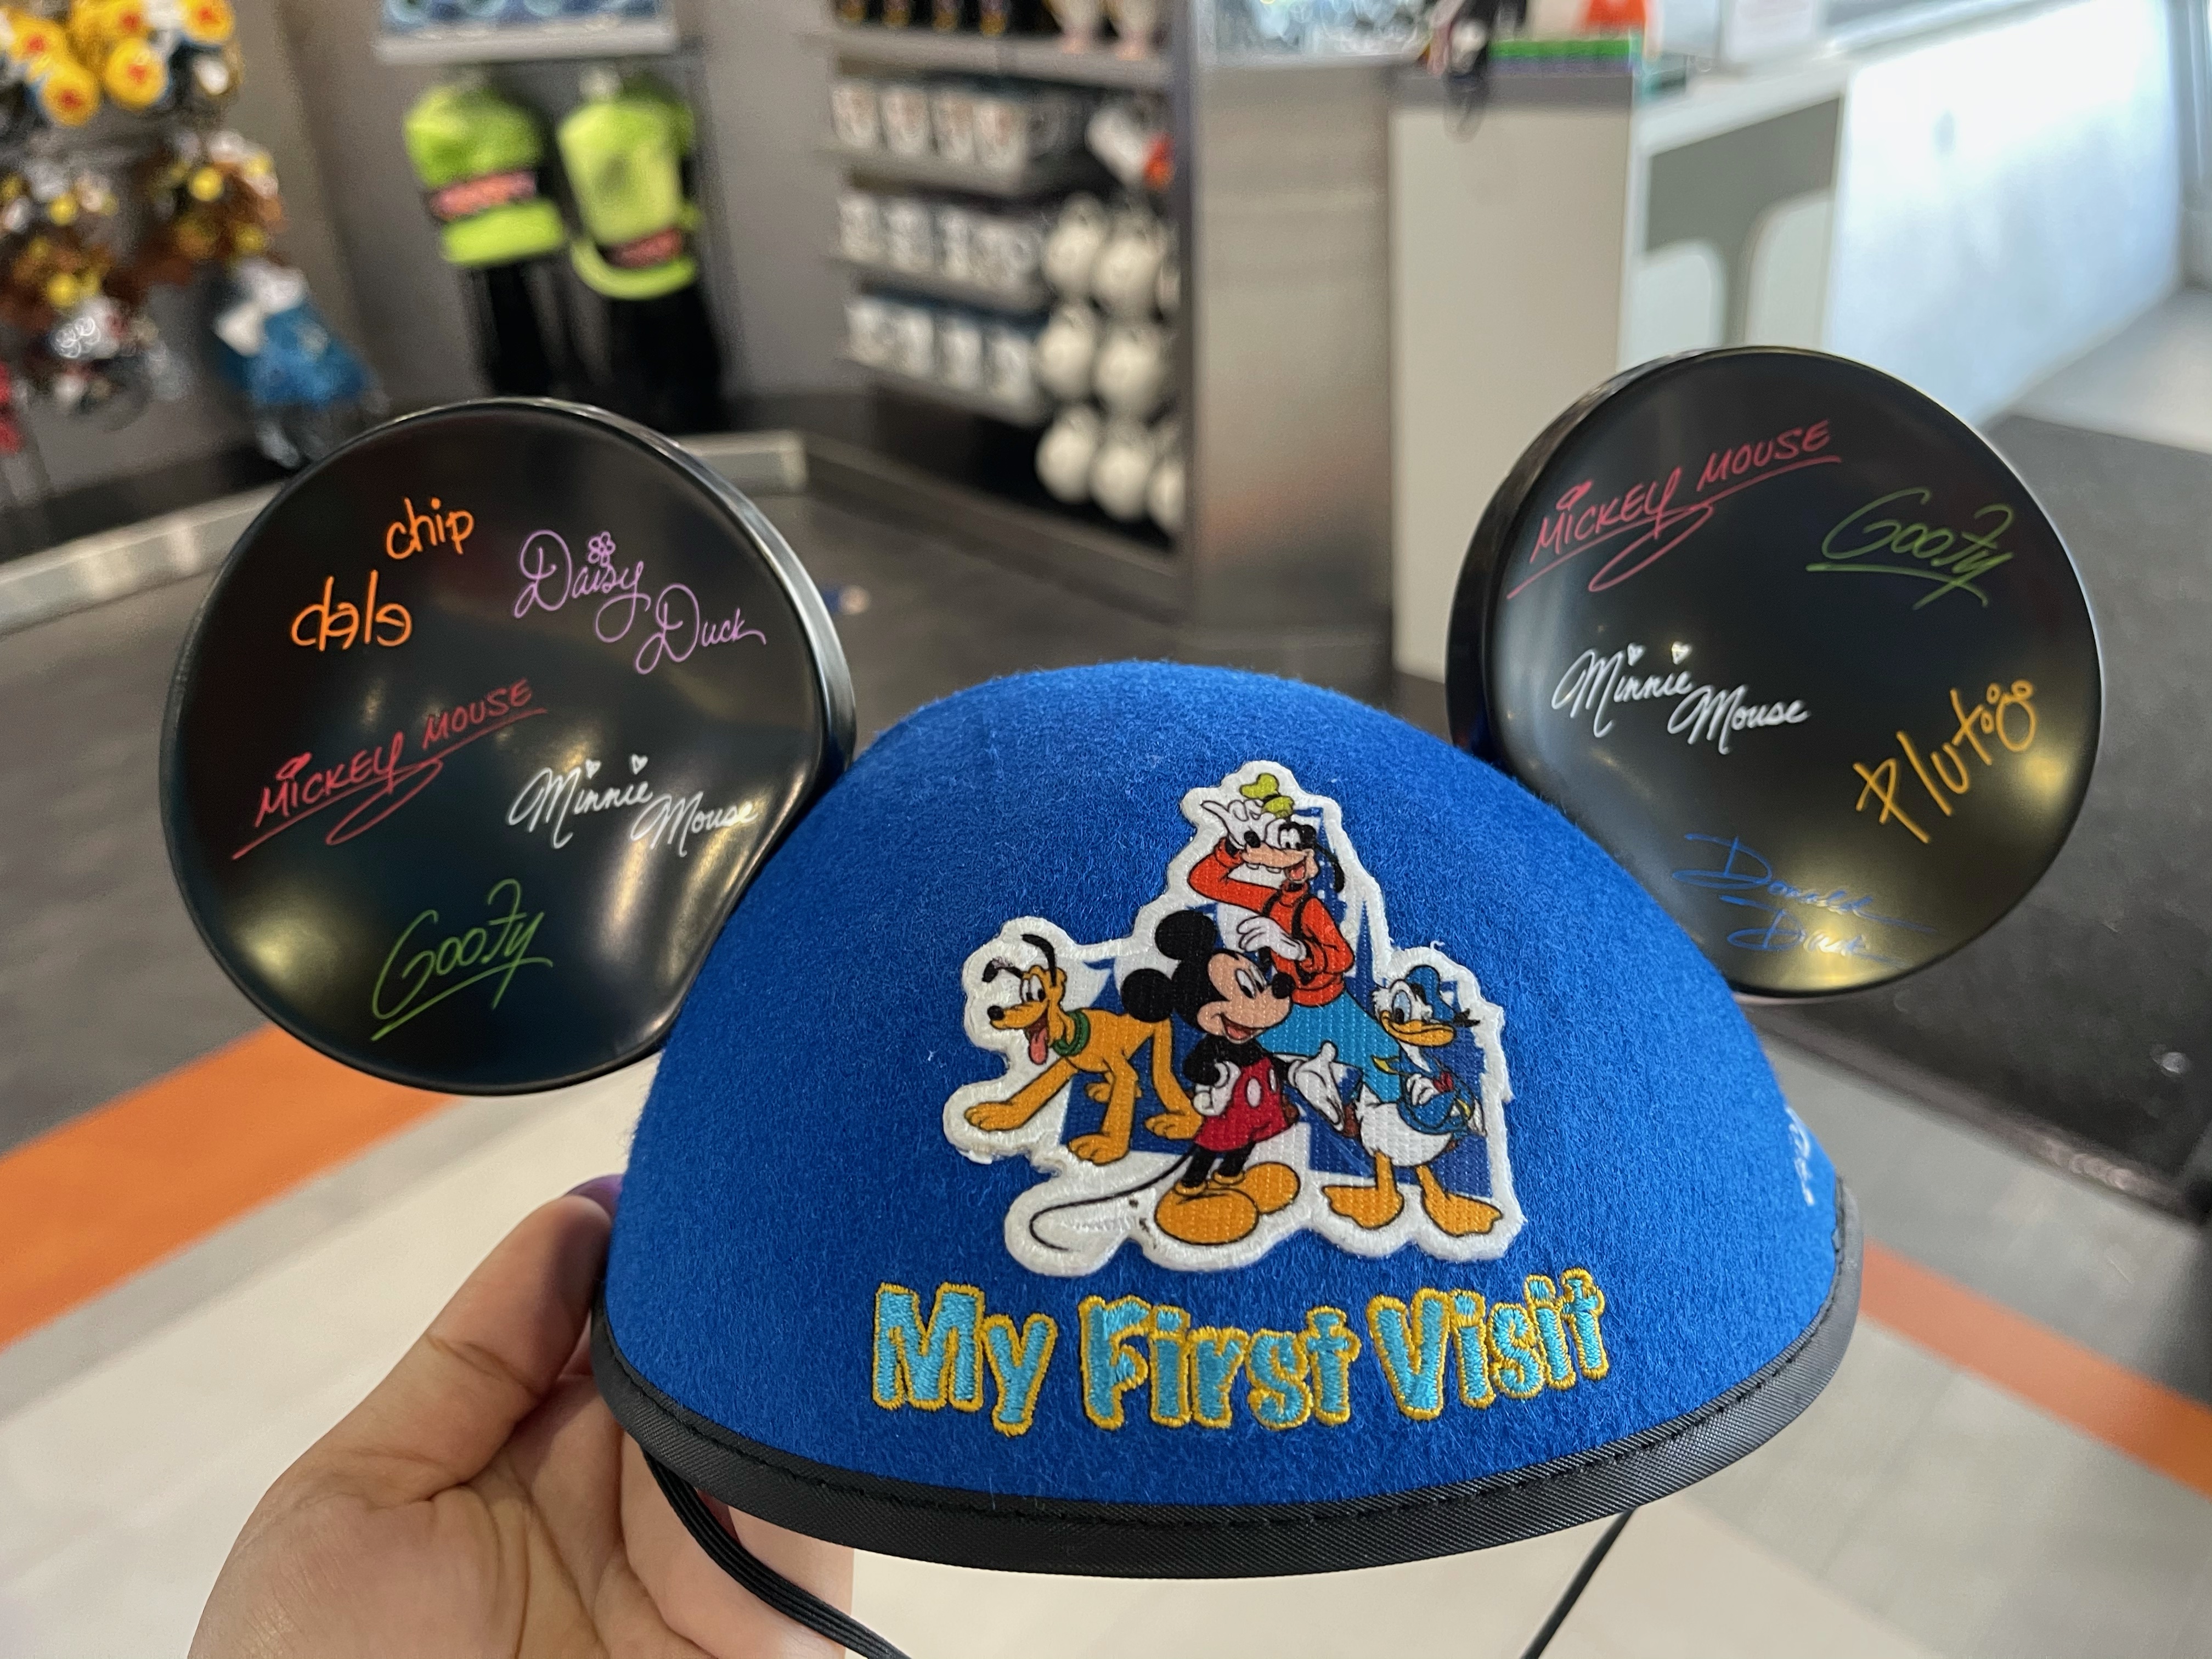 chip
dale
Daisy
Duck
MICKEY MOUSE
Minnie
Mouse
Goofy
MICKEY MOUSE
Goofy
Minnie
Mouse
Pluto
Donald
Duck
My First Visit